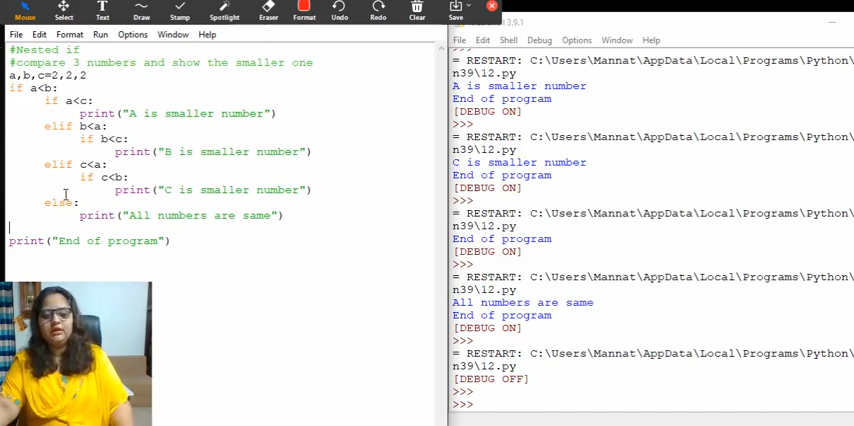 Mouse Select Text Draw Stamp Spotlight Eraser Format Undo Redo Clear Save
File Edit Format Run Options Window Help
#Nested if
#compare 3 numbers and show the smaller one
a,b,c=2,2,2
if a<b:
if a<c:
print("A is smaller number")
elif b<a:
if b<c:
print("B is smaller number")
elif c<a:
if c<b:
print("C is smaller number")
else:
print("All numbers are same")
print("End of program")
3.9.1
File Edit Shell Debug Options Window Help
>>>
= RESTART: C:\Users\Mannat\AppData\Local\Programs\Python\
n39\12.py
A is smaller number
End of program
[DEBUG ON]
>>>
= RESTART: C:\Users\Mannat\AppData\Local\Programs\Python\
n39\12.py
C is smaller number
End of program
[DEBUG ON]
>>>
= RESTART: C:\Users\Mannat\AppData\Local\Programs\Python\
n39\12.py
End of program
[DEBUG ON]
>>>
= RESTART: C:\Users\Mannat\AppData\Local\Programs\Python\
n39\12.py
All numbers are same
End of program
[DEBUG ON]
>>>
= RESTART: C:\Users\Mannat\AppData\Local\Programs\Python\
n39\12.py
[DEBUG OFF]
>>>
>>>